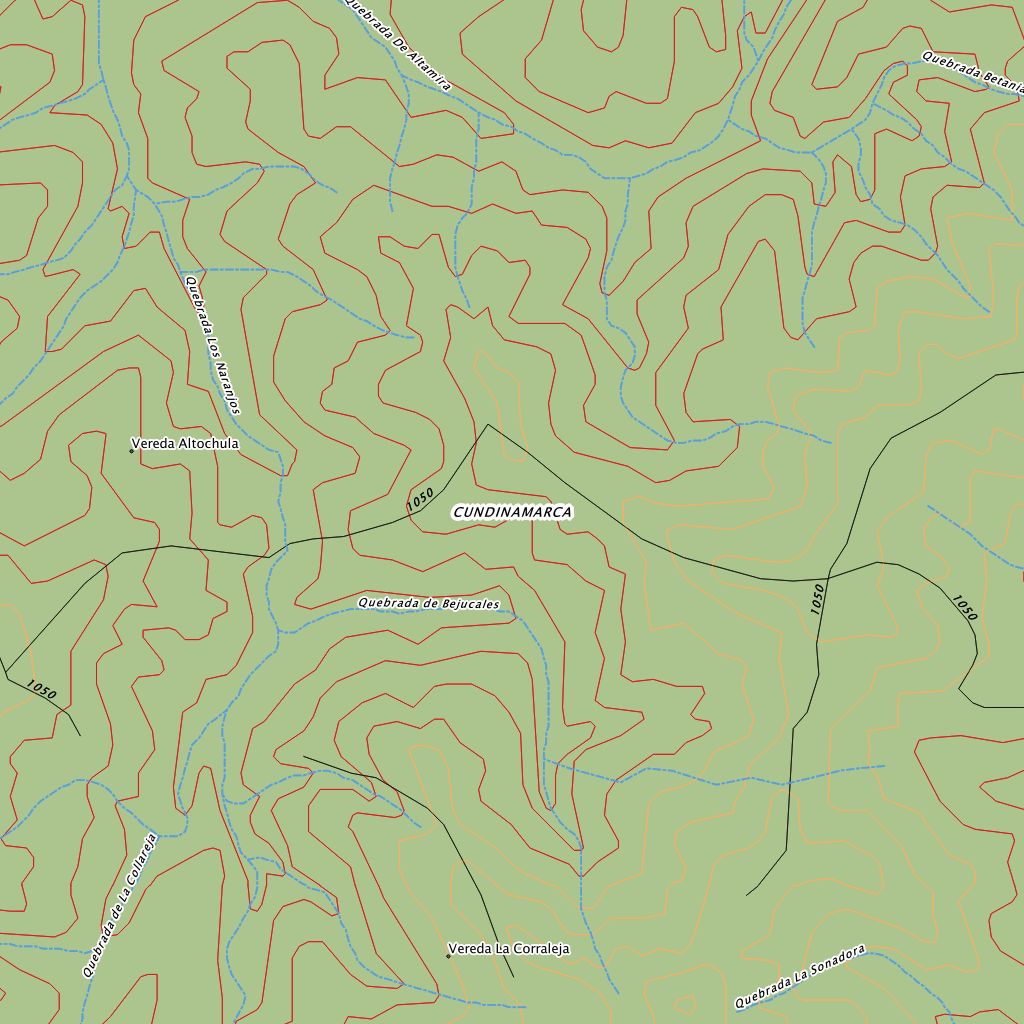 Quebrada De Altamira
Quebrada Betania
Quebrada Los Naranjos
Vereda Altochula
1050
CUNDINAMARCA
Quebrada de Bejucales
1050
1050
1050
Quebrada de La Collareja
Vereda La Corraleja
Quebrada La Sonadora